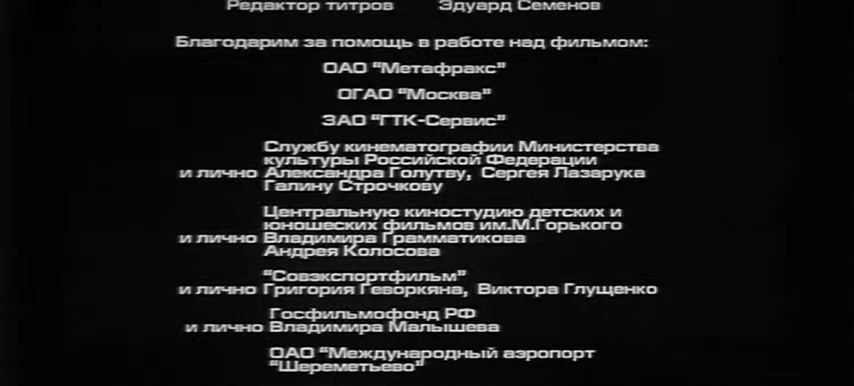 Редактор титров Эдуард Семенов
Благодарим за помощь в работе над фильмом:
ОАО "Метафракс"
ОГАО "Москва"
ЗАО "ГТК-Сервис"
Службу кинематографии Министерства
культуры Российской Федерации
и лично Александра Голутву, Сергея Лазарука
Галину Строчкову
Центральную киностудию детских и
юношеских фильмов им.М.Горького
и лично Владимира Грамматикова
Андрея Колосова
"Совэкспортфильм"
и лично Григория Геворкяна, Виктора Глущенко
Госфильмофонд РФ
и лично Владимира Малышева
ОАО "Международный аэропорт
"Шереметьево"